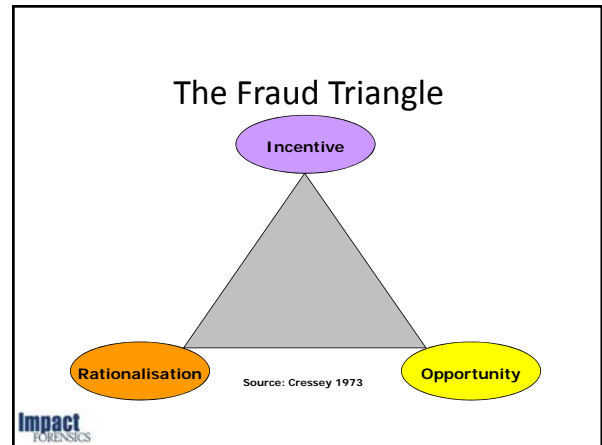 The Fraud Triangle
Incentive
Rationalisation
Source: Cressey 1973
Opportunity
Impact
FORENSICS